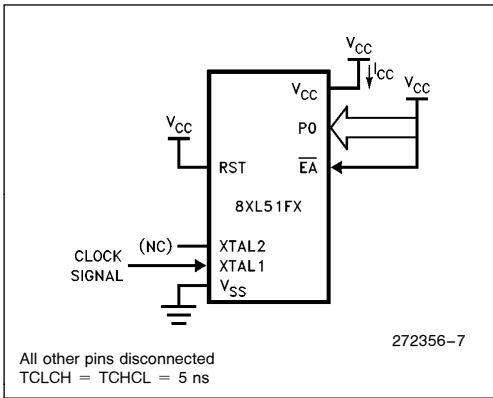 VCC
ICC
VCC
VCC
P0
VCC
EA
RST
8XL51FX
(NC)
XTAL2
CLOCK
SIGNAL
XTAL1
VSS
272356-7
All other pins disconnected
TCLCH = TCHCL = 5 ns